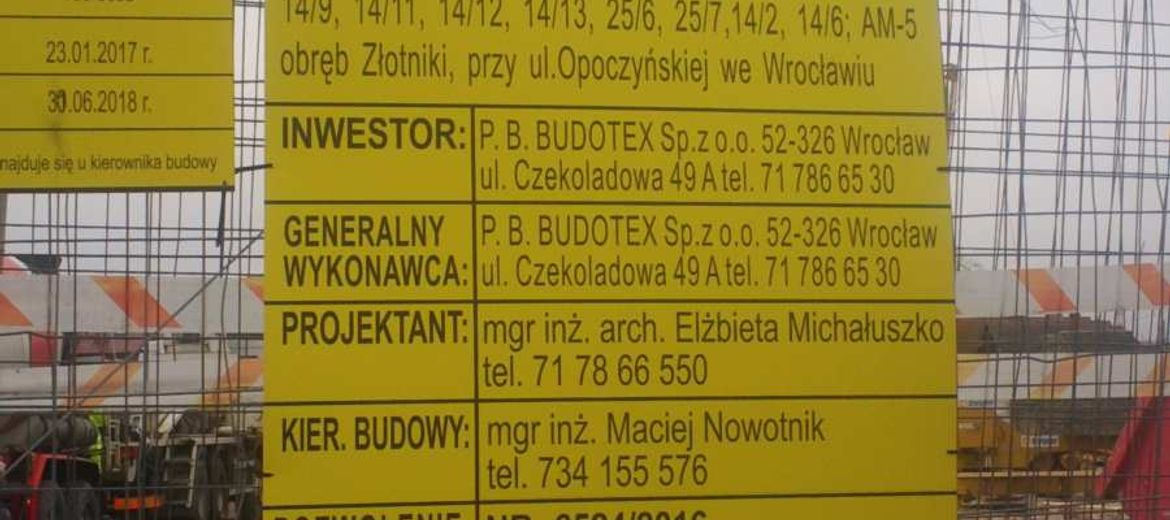 23.01.2017 r.
30.06.2018 r.
najduje się u kierownika budowy
14/9, 14/11, 14/12, 14/13, 25/6, 25/7,14/2, 14/6; AM-5
obręb Złotniki, przy ul.Opoczyńskiej we Wrocławiu
INWESTOR: P. B. BUDOTEX Sp.z o.o. 52-326 Wrocław
ul. Czekoladowa 49 A tel. 71 786 65 30
GENERALNY P. B. BUDOTEX Sp.z o.o. 52-326 Wrocław
WYKONAWCA: ul. Czekoladowa 49 A tel. 71 786 65 30
PROJEKTANT: mgr inż. arch. Elżbieta Michałuszko
tel. 71 78 66 550
KIER. BUDOWY: mgr inż. Maciej Nowotnik
tel. 734 155 576